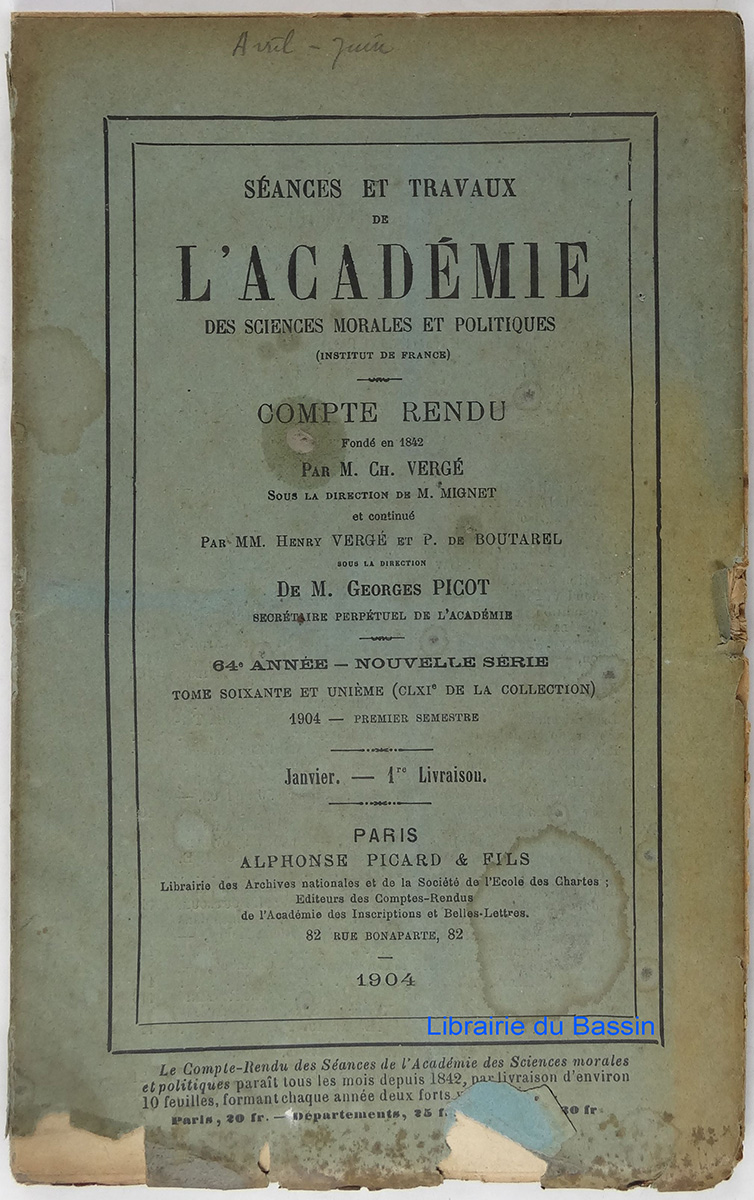 Avril - Juin
SÉANCES ET TRAVAUX
DE
L'ACADÉMIE
DES SCIENCES MORALES ET POLITIQUES
(INSTITUT DE FRANCE)
COMPTE RENDU
Fondé en 1842
PAR M. CH. VERGÉ
SOUS LA DIRECTION DE M. MIGNET
et continué
PAR MM. HENRY VERGÉ ET P. DE BOUTAREL
SOUS LA DIRECTION
DE M. GEORGES PICOT
SECRÉTAIRE PERPÉTUEL DE L'ACADÉMIE
64e ANNÉE — NOUVELLE SÉRIE
TOME SOIXANTE ET UNIÈME (CLXIe DE LA COLLECTION)
1904 — PREMIER SEMESTRE
Janvier. — 1re Livraison.
PARIS
ALPHONSE PICARD & FILS
Librairie des Archives nationales et de la Société de l'Ecole des Chartes ;
Editeurs des Comptes-Rendus
de l'Académie des Inscriptions et Belles-Lettres.
82 RUE BONAPARTE, 82
1904
Librairie du Bassin
Le Compte-Rendu des Séances de l'Académie des Sciences morales
et politiques paraît tous les mois depuis 1842, par livraison d'environ
10 feuilles, formant chaque année deux forts
Paris, 20 fr. — Départements, 25 f. 30 fr.